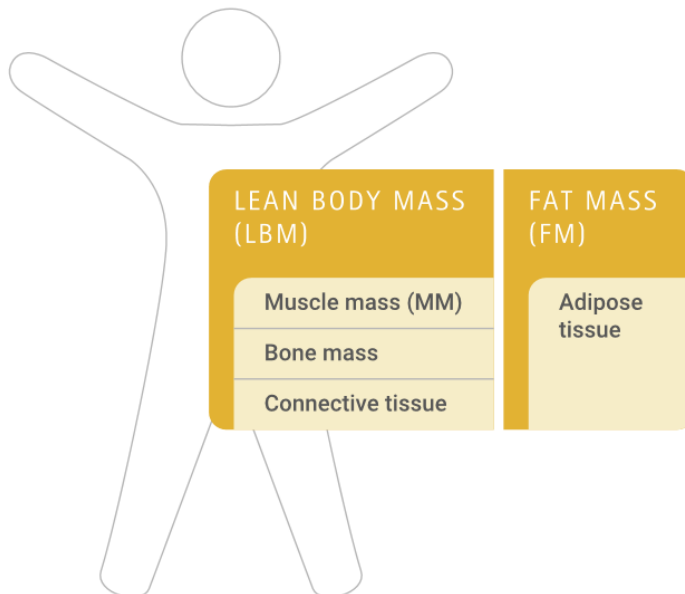 LEAN BODY MASS
(LBM)
Muscle mass (MM)
Bone mass
Connective tissue
FAT MASS
(FM)
Adipose
tissue